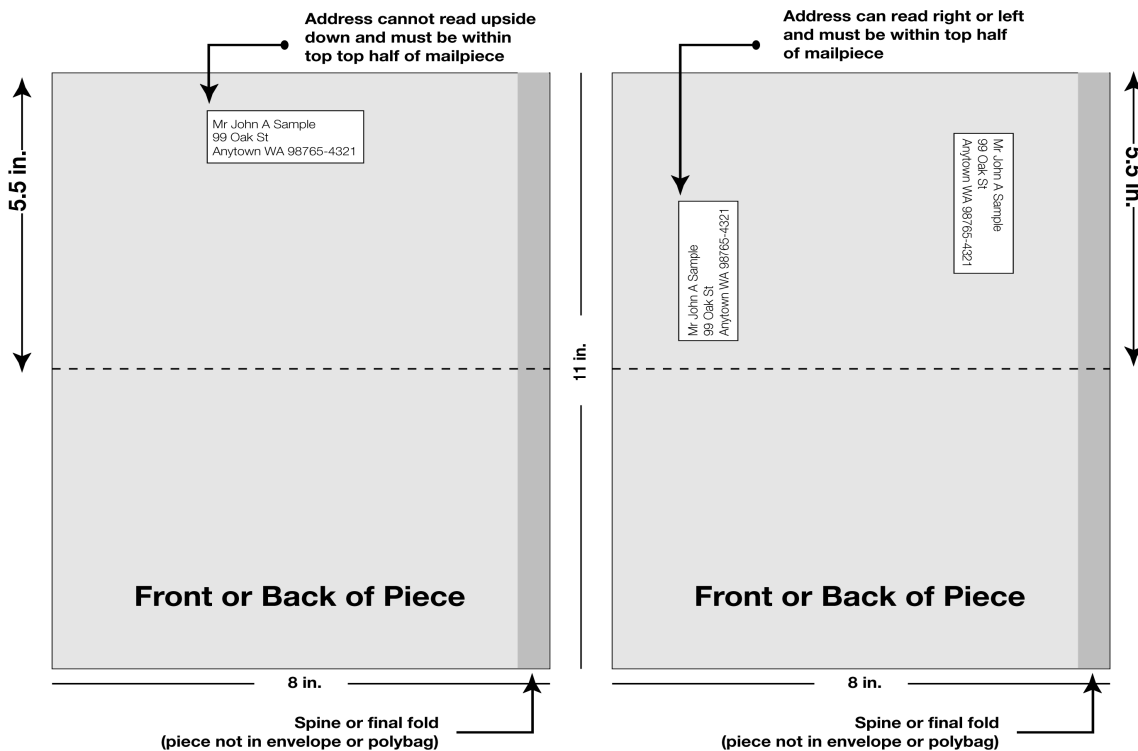 Address cannot read upside
down and must be within
top top half of mailpiece
Mr John A Sample
99 Oak St
Anytown WA 98765-4321
5.5 in.
Front or Back of Piece
8 in.
Spine or final fold
(piece not in envelope or polybag)
11 in.
Address can read right or left
and must be within top half
of mailpiece
Mr John A Sample
99 Oak St
Anytown WA 98765-4321
Mr John A Sample
99 Oak St
Anytown WA 98765-4321
5.5 in.
Front or Back of Piece
8 in.
Spine or final fold
(piece not in envelope or polybag)